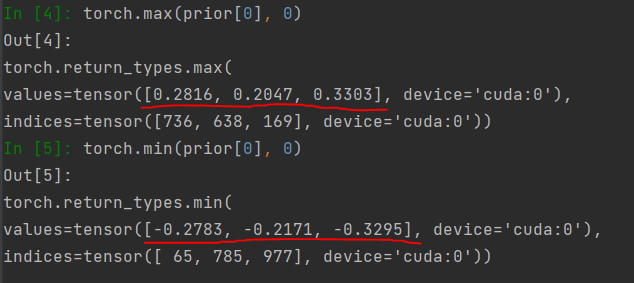 In [4]: torch.max(prior[0], 0)
Out[4]:
torch.return_types.max(
values=tensor([0.2816, 0.2047, 0.3303], device='cuda:0'),
indices=tensor([736, 638, 169], device='cuda:0'))
In [5]: torch.min(prior[0], 0)
Out[5]:
torch.return_types.min(
values=tensor([-0.2783, -0.2171, -0.3295], device='cuda:0'),
indices=tensor([ 65, 785, 977], device='cuda:0'))